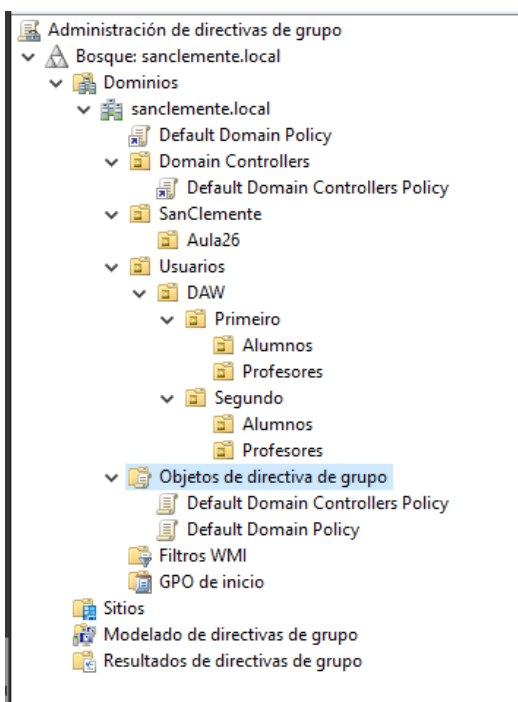 Administración de directivas de grupo
Bosque: sanclemente.local
Dominios
sanclemente.local
Default Domain Policy
Domain Controllers
Default Domain Controllers Policy
SanClemente
Aula26
Usuarios
DAW
Primeiro
Alumnos
Profesores
Segundo
Alumnos
Profesores
Objetos de directiva de grupo
Default Domain Controllers Policy
Default Domain Policy
Filtros WMI
GPO de inicio
Sitios
Modelado de directivas de grupo
Resultados de directivas de grupo